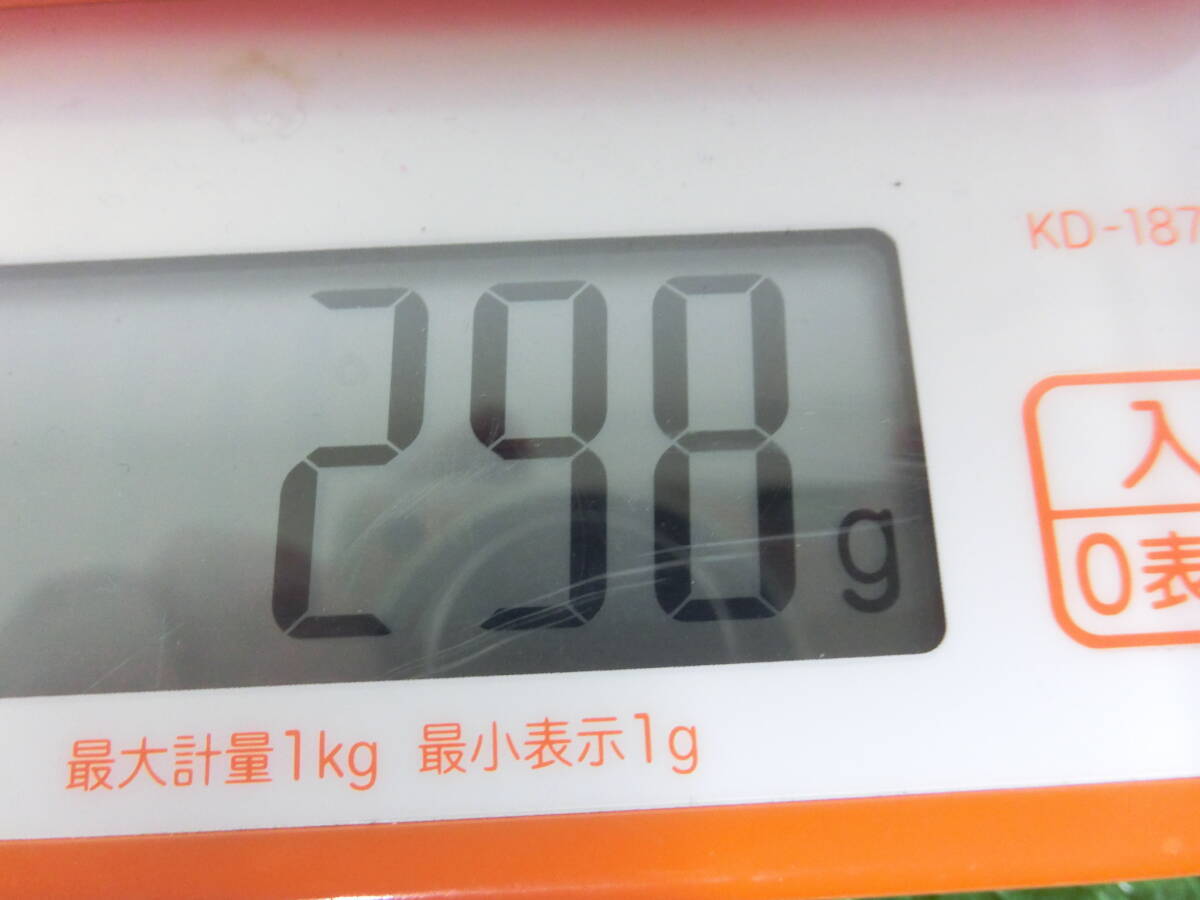 KD-187
298 g
入
0表
最大計量1kg 最小表示1g